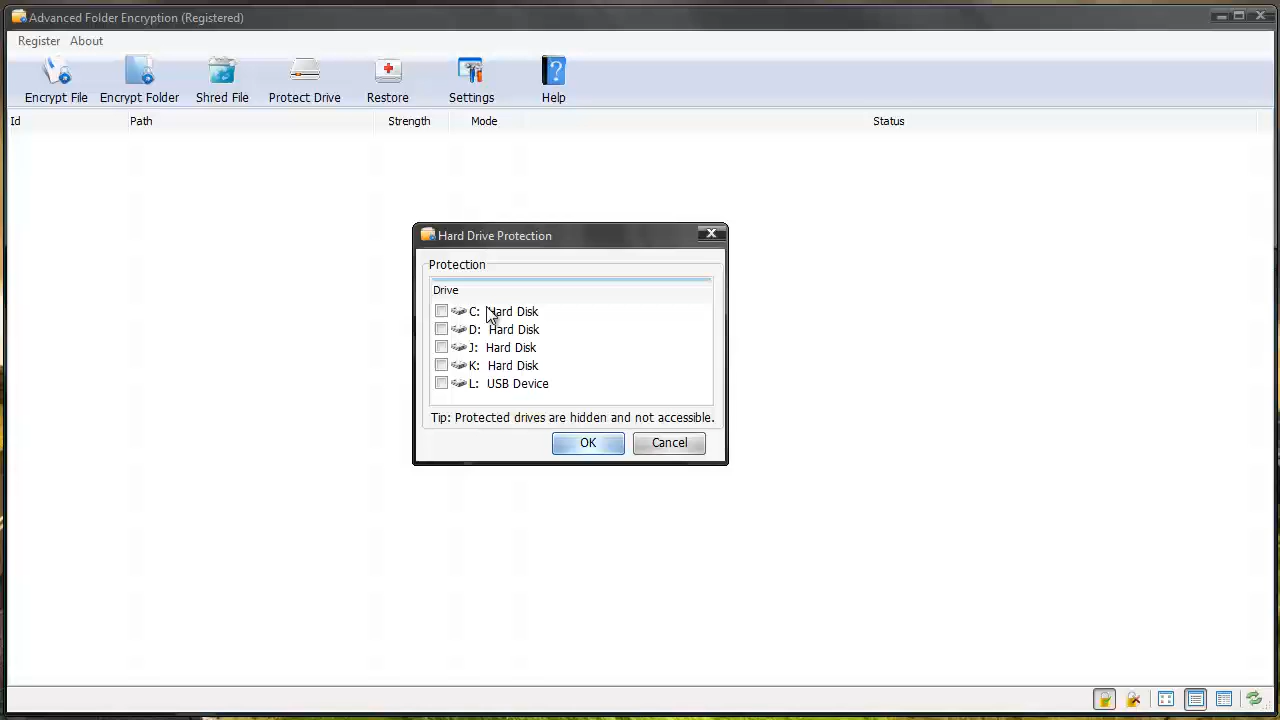 Advanced Folder Encryption (Registered)
Register About
Encrypt File Encrypt Folder Shred File Protect Drive Restore Settings Help
Id Path Strength Mode Status
Hard Drive Protection
Protection
Drive
C: Hard Disk
D: Hard Disk
J: Hard Disk
K: Hard Disk
L: USB Device
Tip: Protected drives are hidden and not accessible.
OK Cancel